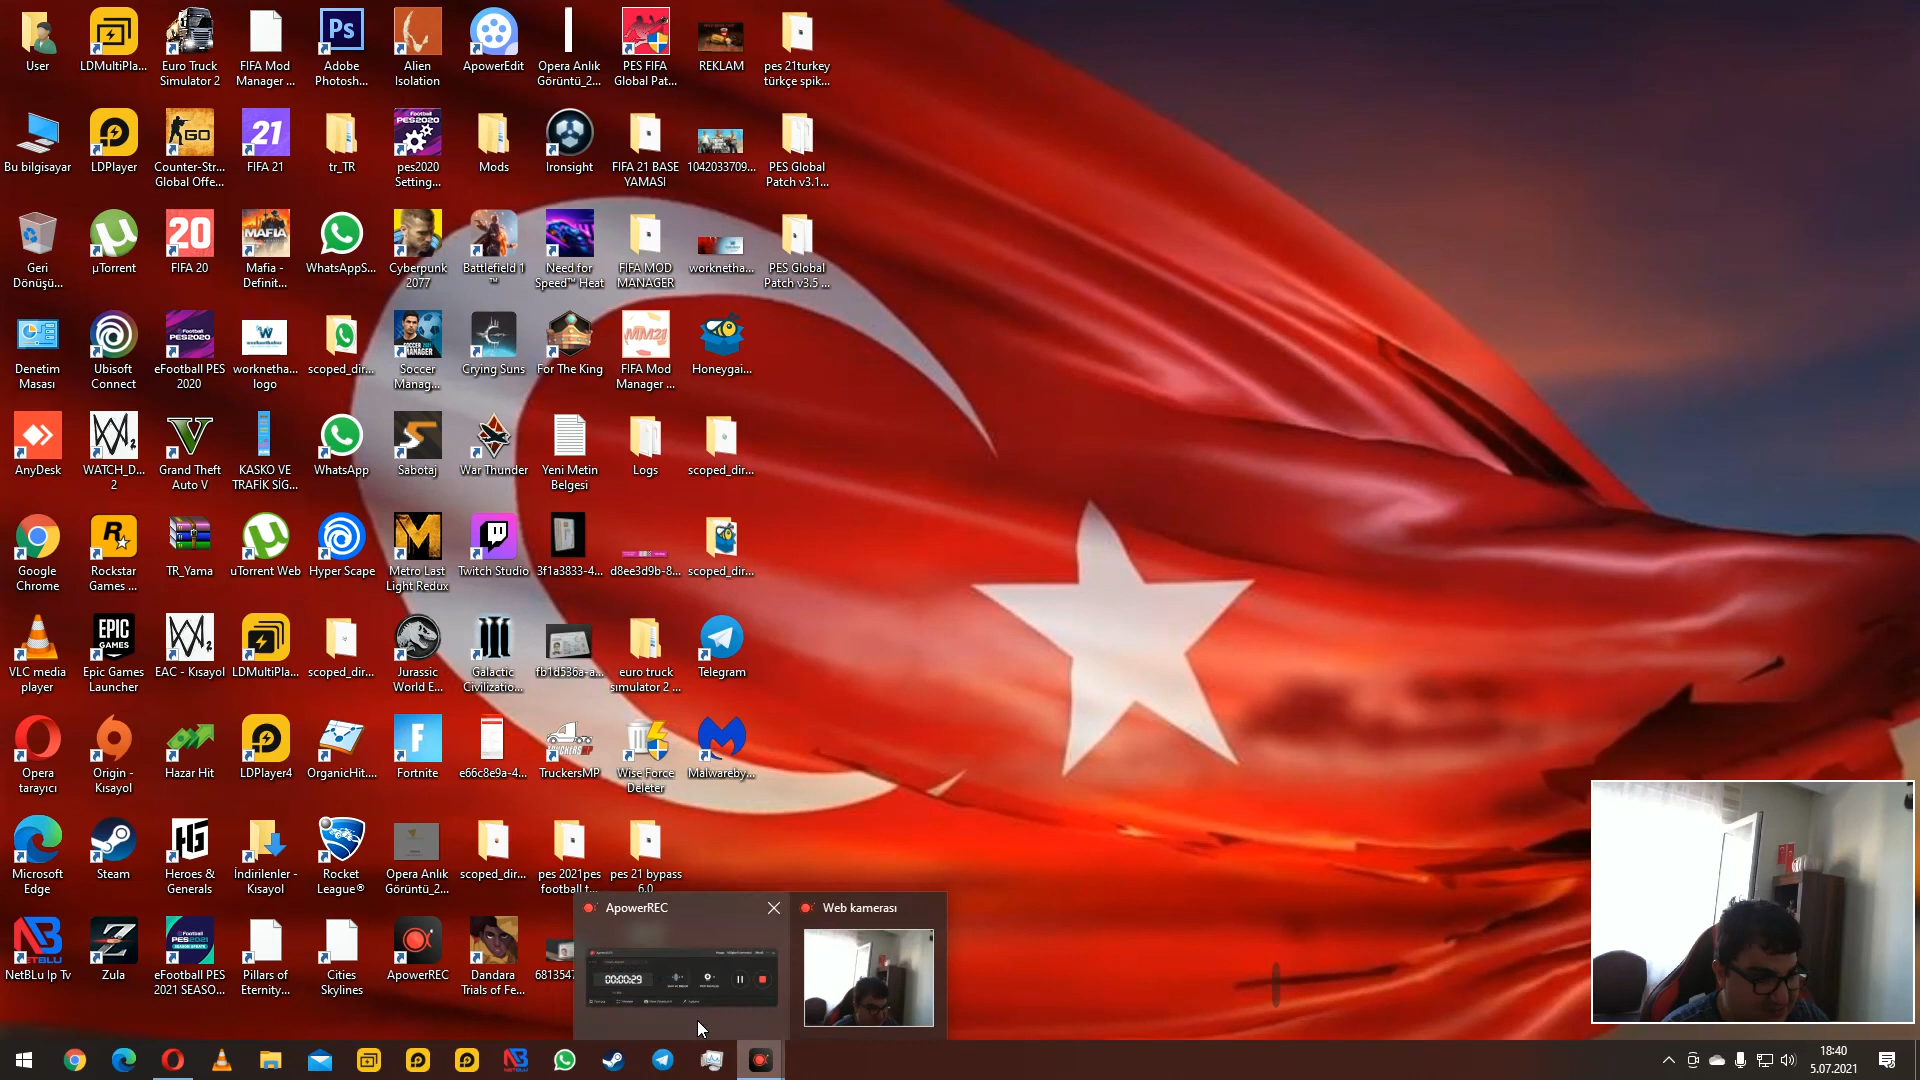 User
LDMultiPla...
Euro Truck
Simulator 2
FIFA Mod
Manager ...
Adobe
Photosh...
Alien
Isolation
ApowerEdit
Opera Anlık
Görüntü_2...
PES FIFA
Global Pat...
REKLAM
pes 21turkey
türkçe spik...
Bu bilgisayar
LDPlayer
Counter-Str...
Global Offe...
FIFA 21
tr_TR
pes2020
Setting...
Mods
Ironsight
FIFA 21 BASE
YAMASI
1042033709...
PES Global
Patch v3.1...
Geri
Dönüşü...
µTorrent
FIFA 20
Mafia -
Definit...
WhatsAppS...
Cyberpunk
2077
Battlefield 1
™
Need for
Speed™ Heat
FIFA MOD
MANAGER
worknetha...
PES Global
Patch v3.5 ...
Denetim
Masası
Ubisoft
Connect
eFootball PES
2020
worknetha...
logo
scoped_dir...
Soccer
Manag...
Crying Suns
For The King
FIFA Mod
Manager ...
Honeygai...
AnyDesk
WATCH_D...
2
Grand Theft
Auto V
KASKO VE
TRAFİK SİG...
WhatsApp
Sabotaj
War Thunder
Yeni Metin
Belgesi
Logs
scoped_dir...
Google
Chrome
Rockstar
Games ...
TR_Yama
uTorrent Web
Hyper Scape
Metro Last
Light Redux
Twitch Studio
3f1a3833-4...
d8ee3d9b-8...
scoped_dir...
VLC media
player
Epic Games
Launcher
EAC - Kısayol
LDMultiPla...
scoped_dir...
Jurassic
World E...
Galactic
Civilizatio...
fb1d536a-a...
euro truck
sımulator 2 ...
Telegram
Opera
tarayıcı
Origin -
Kısayol
Hazar Hit
LDPlayer4
OrganicHit....
Fortnite
e66c8e9a-4...
TruckersMP
Wise Force
Deleter
Malwareby...
Microsoft
Edge
Steam
Heroes &
Generals
İndirilenler -
Kısayol
Rocket
League®
Opera Anlık
Görüntü_2...
scoped_dir...
pes 2021pes
football t...
pes 21 bypass
6.0
NetBLu Ip Tv
Zula
eFootball PES
2021 SEASO...
Pillars of
Eternity...
Cities
Skylines
ApowerREC
Dandara
Trials of Fe...
6813547
ApowerREC
Web kamerası
00:00:29
18:40
5.07.2021